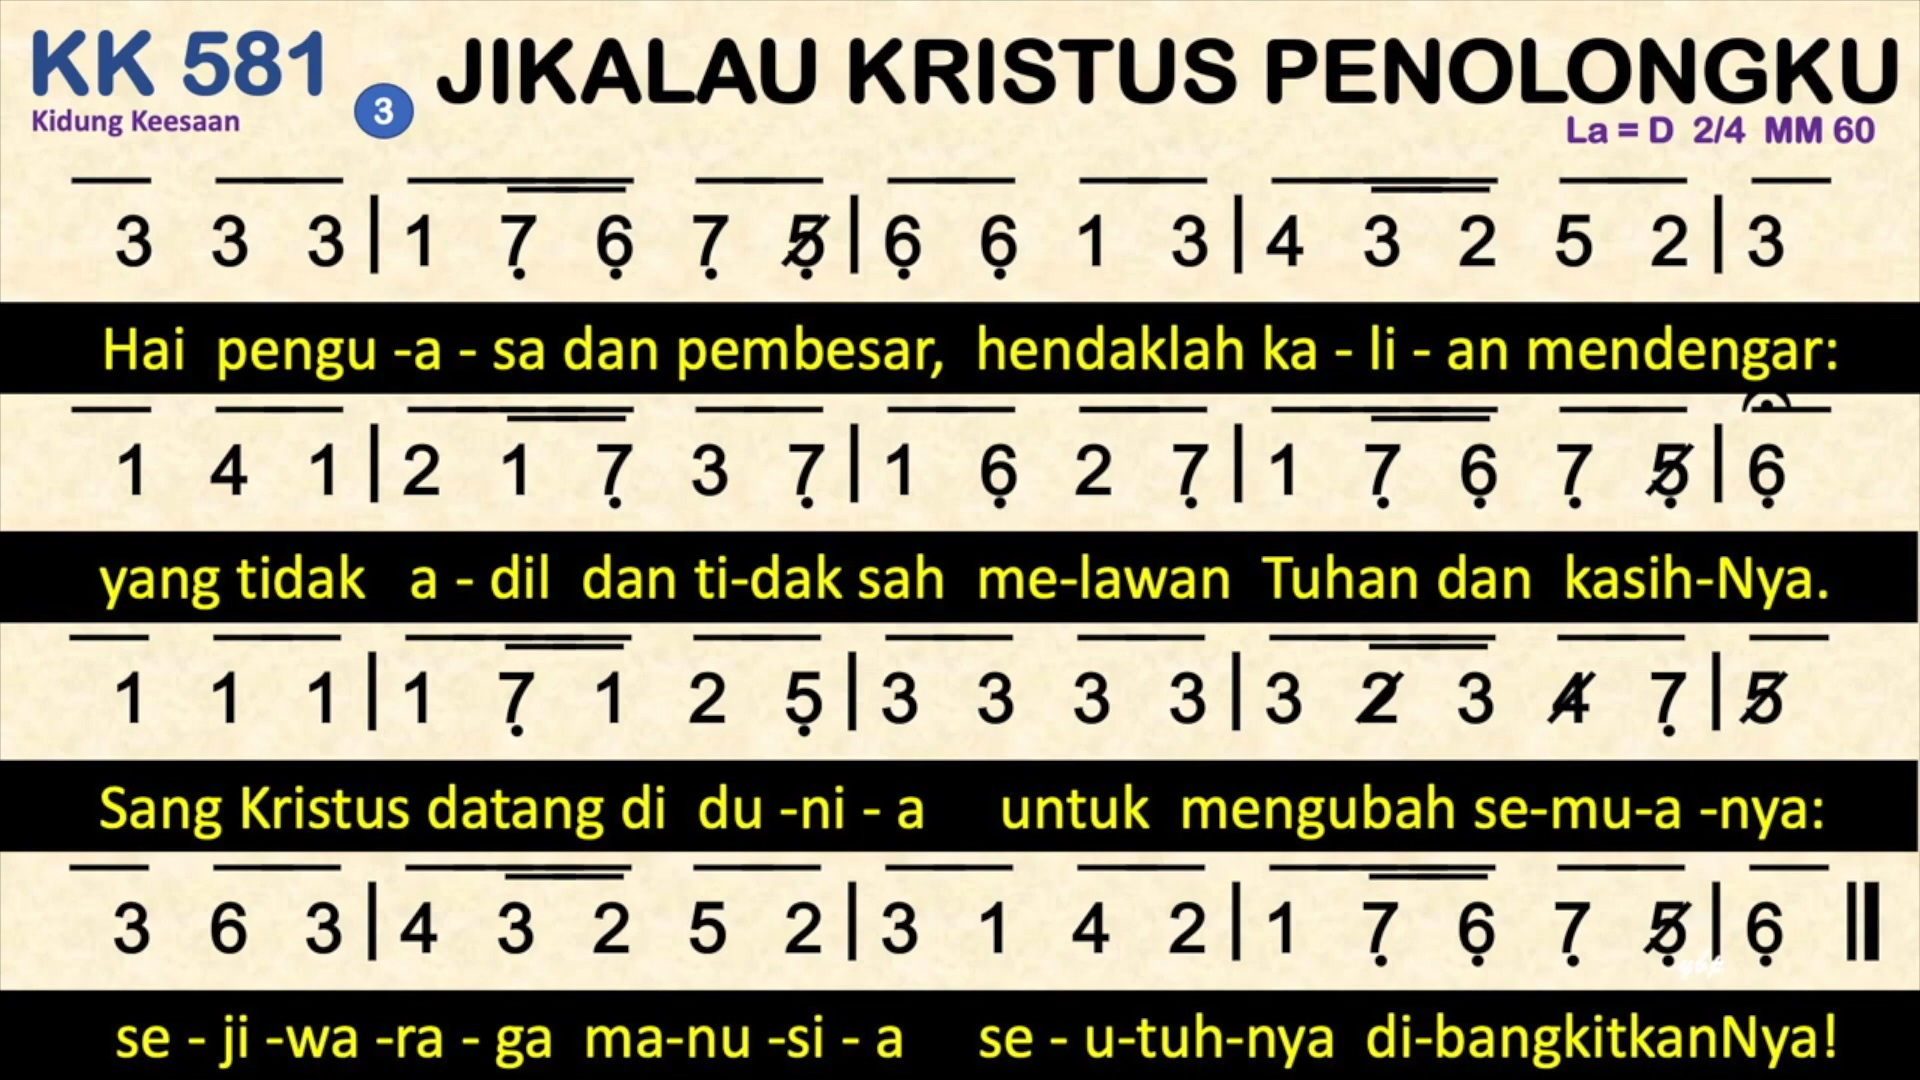 KK 581
JIKALAU KRISTUS PENOLONGKU
Kidung Keesaan
3
La = D 2/4 MM 60
3 3 3 | 1 7̣ 6̣ 7̣ 5̸̣ | 6̣ 6̣ 1 3 | 4 3 2 5 2 | 3
Hai pengu -a - sa dan pembesar, hendaklah ka - li - an mendengar:
1 4 1 | 2 1 7̣ 3 7̣ | 1 6̣ 2 7̣ | 1 7̣ 6̣ 7̣ 5̸̣ | 6̣
yang tidak a - dil dan ti-dak sah me-lawan Tuhan dan kasih-Nya.
1 1 1 | 1 7̣ 1 2 5̣ | 3 3 3 3 | 3 2̸ 3 4̸ 7̣ | 5̸
Sang Kristus datang di du -ni - a untuk mengubah se-mu-a -nya:
3 6 3 | 4 3 2 5 2 | 3 1 4 2 | 1 7̣ 6̣ 7̣ 5̸̣ | 6̣ ||
se - ji -wa -ra - ga ma-nu -si - a se - u-tuh-nya di-bangkitkanNya!